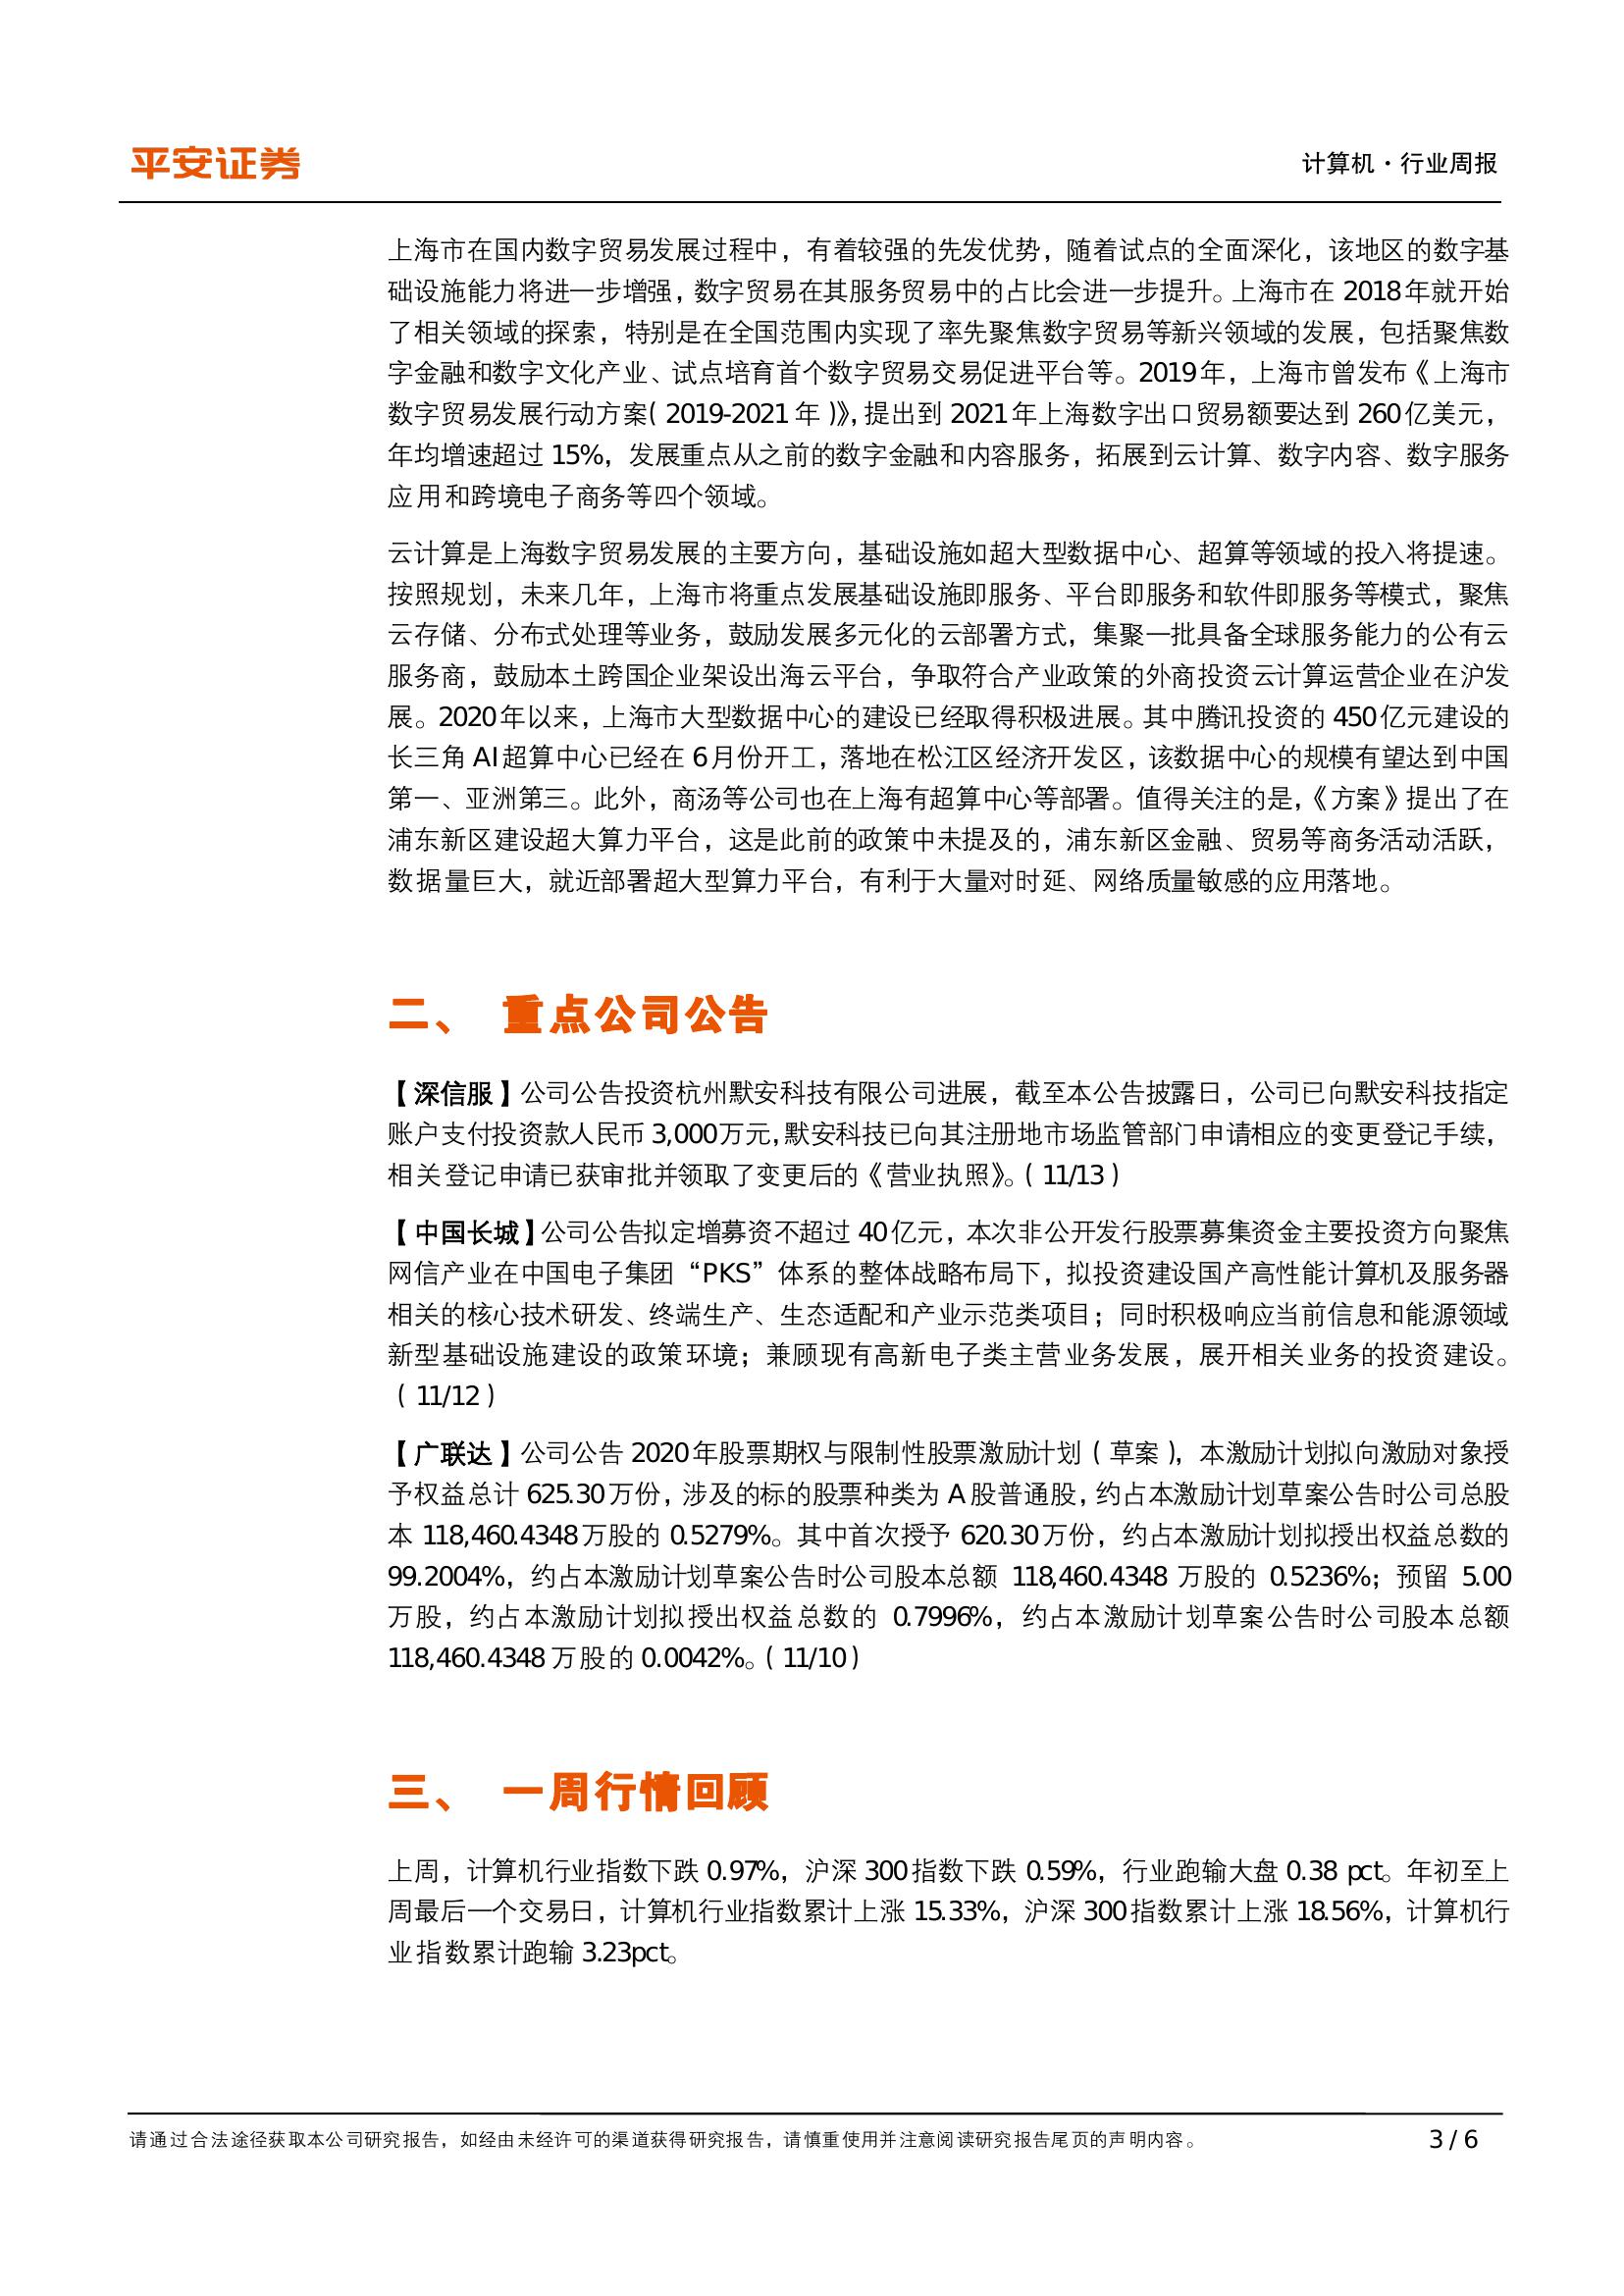 平安证券
计算机·行业周报
上海市在国内数字贸易发展过程中，有着较强的先发优势，随着试点的全面深化，该地区的数字基
础设施能力将进一步增强，数字贸易在其服务贸易中的占比会进一步提升。上海市在 2018 年就开始
了相关领域的探索，特别是在全国范围内实现了率先聚焦数字贸易等新兴领域的发展，包括聚焦数
字金融和数字文化产业、试点培育首个数字贸易交易促进平台等。2019 年，上海市曾发布《上海市
数字贸易发展行动方案（2019-2021 年）》，提出到 2021 年上海数字出口贸易额要达到 260 亿美元，
年均增速超过 15%，发展重点从之前的数字金融和内容服务，拓展到云计算、数字内容、数字服务
应用和跨境电子商务等四个领域。
云计算是上海数字贸易发展的主要方向，基础设施如超大型数据中心、超算等领域的投入将提速。
按照规划，未来几年，上海市将重点发展基础设施即服务、平台即服务和软件即服务等模式，聚焦
云存储、分布式处理等业务，鼓励发展多元化的云部署方式，集聚一批具备全球服务能力的公有云
服务商，鼓励本土跨国企业架设出海云平台，争取符合产业政策的外商投资云计算运营企业在沪发
展。2020 年以来，上海市大型数据中心的建设已经取得积极进展。其中腾讯投资的 450 亿元建设的
长三角 AI 超算中心已经在 6 月份开工，落地在松江区经济开发区，该数据中心的规模有望达到中国
第一、亚洲第三。此外，商汤等公司也在上海有超算中心等部署。值得关注的是，《方案》提出了在
浦东新区建设超大算力平台，这是此前的政策中未提及的，浦东新区金融、贸易等商务活动活跃，
数据量巨大，就近部署超大型算力平台，有利于大量对时延、网络质量敏感的应用落地。
二、 重点公司公告
【深信服】公司公告投资杭州默安科技有限公司进展，截至本公告披露日，公司已向默安科技指定
账户支付投资款人民币 3,000 万元，默安科技已向其注册地市场监管部门申请相应的变更登记手续，
相关登记申请已获审批并领取了变更后的《营业执照》。（11/13）
【中国长城】公司公告拟定增募资不超过 40 亿元，本次非公开发行股票募集资金主要投资方向聚焦
网信产业在中国电子集团“PKS”体系的整体战略布局下，拟投资建设国产高性能计算机及服务器
相关的核心技术研发、终端生产、生态适配和产业示范类项目；同时积极响应当前信息和能源领域
新型基础设施建设的政策环境；兼顾现有高新电子类主营业务发展，展开相关业务的投资建设。
（11/12）
【广联达】公司公告 2020 年股票期权与限制性股票激励计划（草案），本激励计划拟向激励对象授
予权益总计 625.30 万份，涉及的标的股票种类为 A 股普通股，约占本激励计划草案公告时公司总股
本 118,460.4348 万股的 0.5279%。其中首次授予 620.30 万份，约占本激励计划拟授出权益总数的
99.2004%，约占本激励计划草案公告时公司股本总额 118,460.4348 万股的 0.5236%；预留 5.00
万股，约占本激励计划拟授出权益总数的 0.7996%，约占本激励计划草案公告时公司股本总额
118,460.4348 万股的 0.0042%。（11/10）
三、 一周行情回顾
上周，计算机行业指数下跌 0.97%，沪深 300 指数下跌 0.59%，行业跑输大盘 0.38 pct。年初至上
周最后一个交易日，计算机行业指数累计上涨 15.33%，沪深 300 指数累计上涨 18.56%，计算机行
业指数累计跑输 3.23pct。
请通过合法途径获取本公司研究报告，如经由未经许可的渠道获得研究报告，请慎重使用并注意阅读研究报告尾页的声明内容。
3 / 6